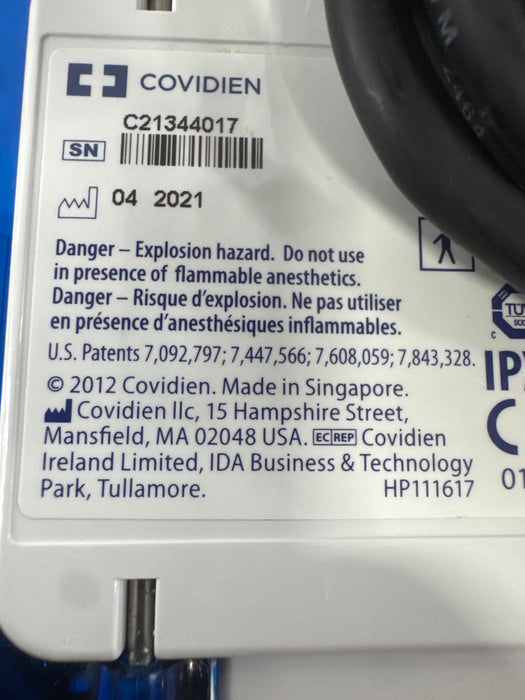 COVIDIEN
C21344017
SN
04 2021
Danger – Explosion hazard. Do not use
in presence of flammable anesthetics.
Danger – Risque d'explosion. Ne pas utiliser
en présence d'anesthésiques inflammables.
U.S. Patents 7,092,797; 7,447,566; 7,608,059; 7,843,328.
© 2012 Covidien. Made in Singapore.
Covidien llc, 15 Hampshire Street,
Mansfield, MA 02048 USA. EC REP Covidien
Ireland Limited, IDA Business & Technology
Park, Tullamore.
HP111617
C